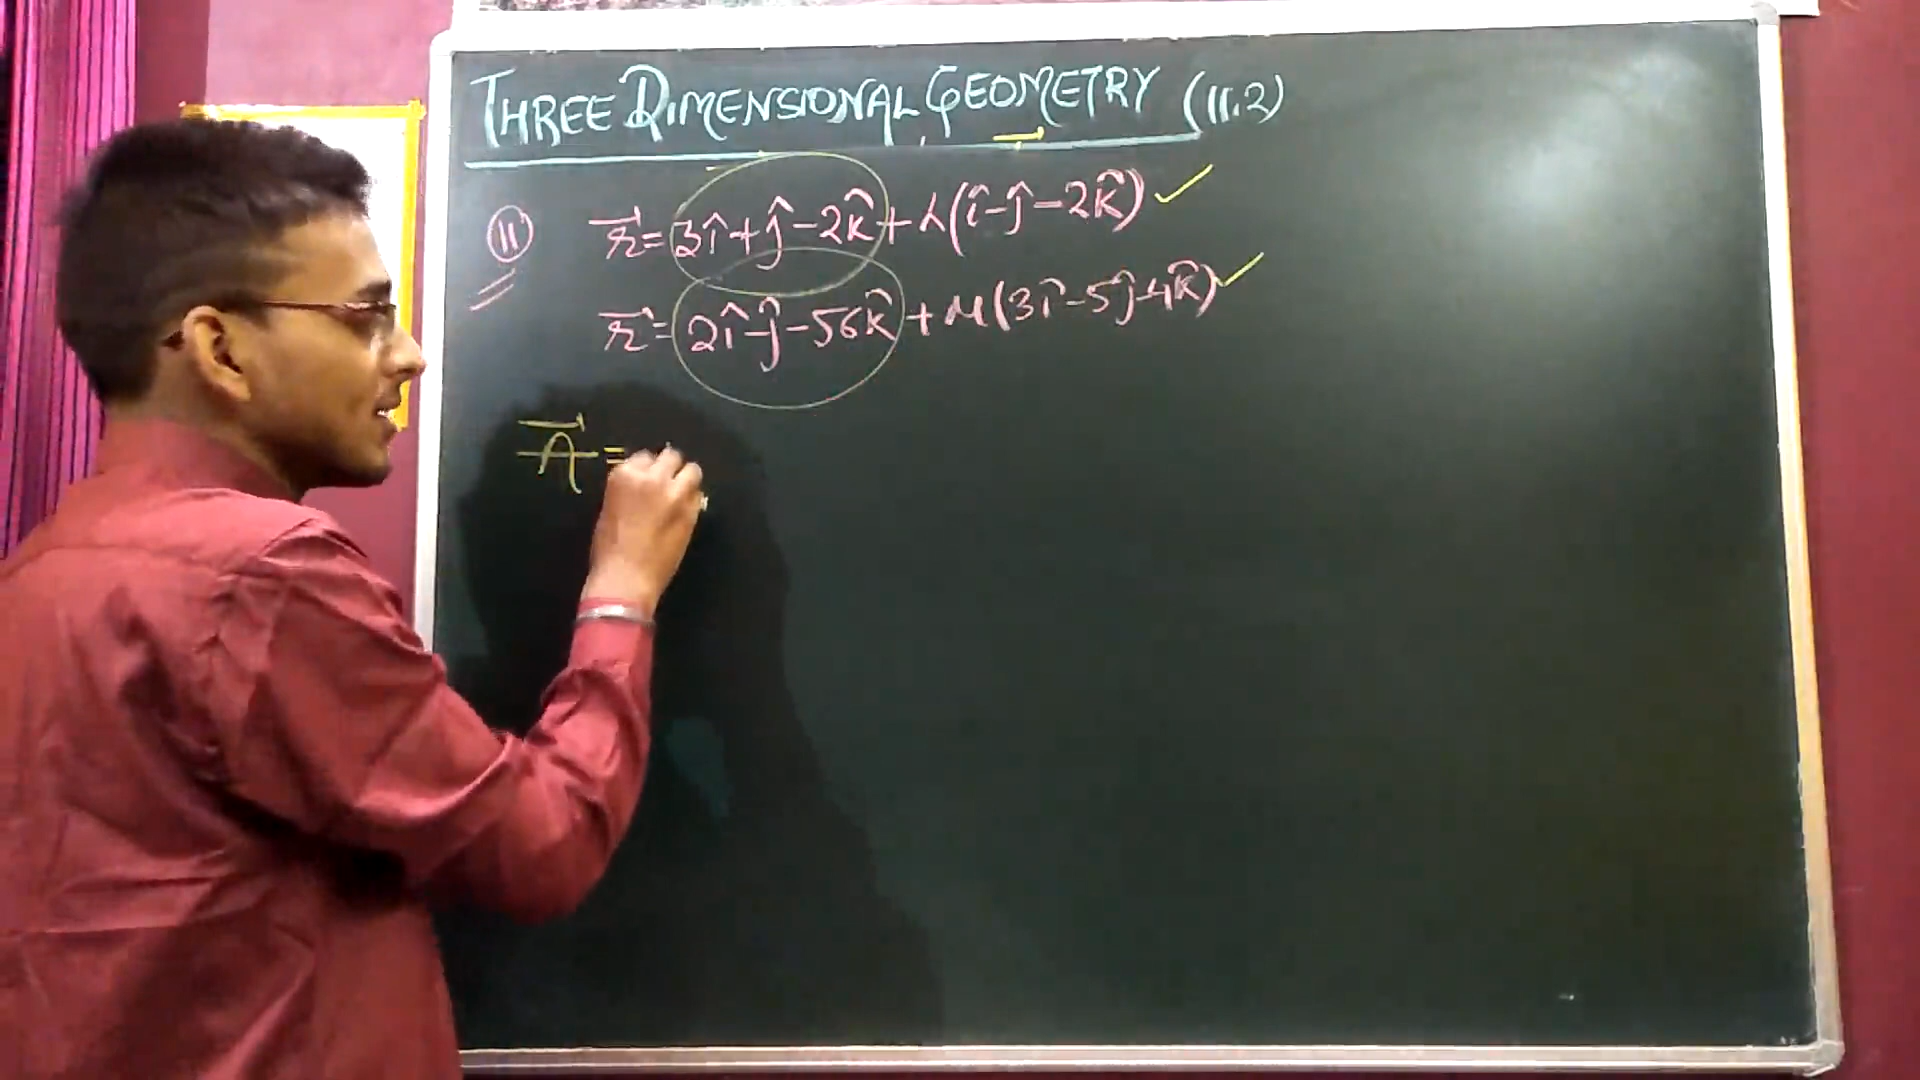 THREE DIMENSIONAL GEOMETRY (11.2)
(11) r⃗ = 3î + ĵ - 2k̂ + λ(î - ĵ - 2k̂) ✓
r⃗ = 2î - ĵ - 56k̂ + μ(3î - 5ĵ - 4k̂) ✓
A⃗ =